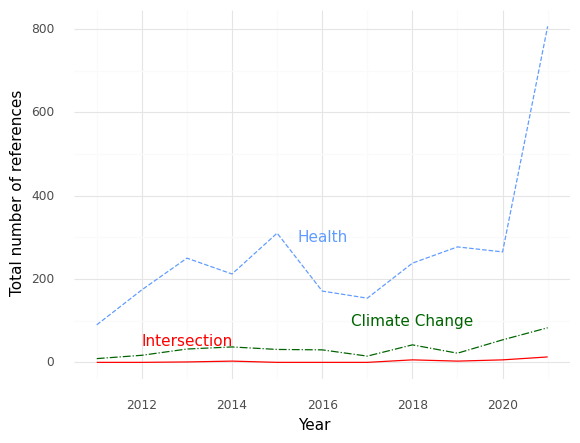 Total number of references
800
600
400
200
0
Health
Climate Change
Intersection
2012 2014 2016 2018 2020
Year